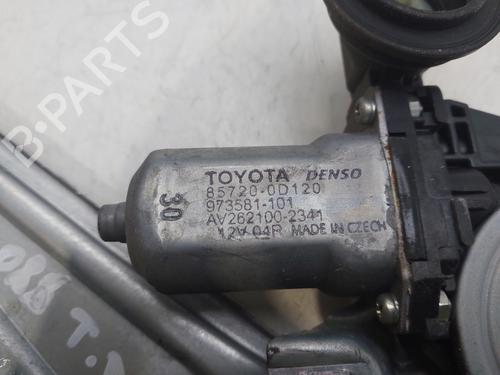 B-PARTS
TOYOTA DENSO
85720-0D120
973581-101
AV262100-2341
12V 04R MADE IN CZECH
30